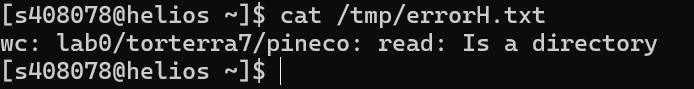 [s408078@helios ~]$ cat /tmp/errorH.txt
wc: lab0/torterra7/pineco: read: Is a directory
[s408078@helios ~]$